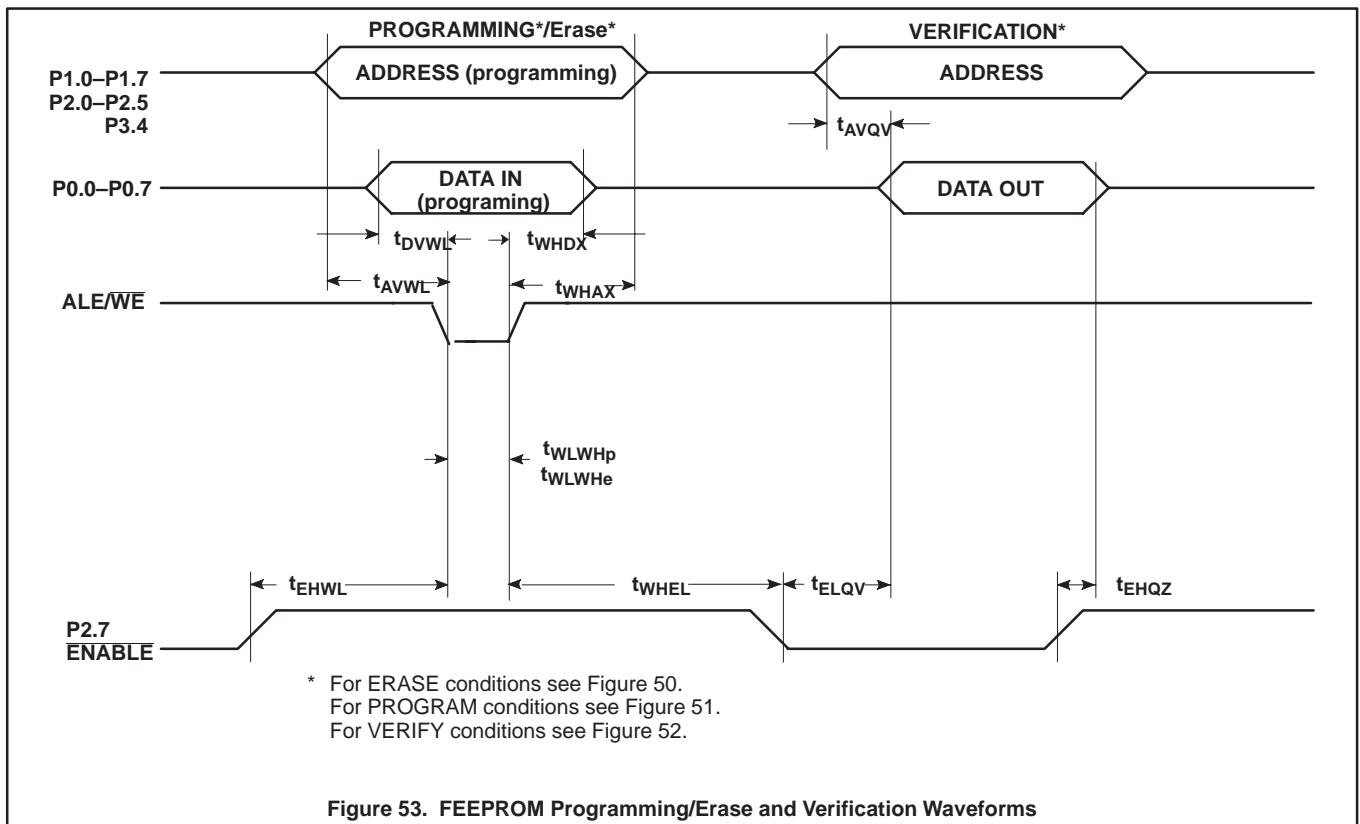 PROGRAMMING*/Erase*
VERIFICATION*
P1.0–P1.7
P2.0–P2.5
P3.4
ADDRESS (programming)
ADDRESS
tAVQV
P0.0–P0.7
DATA IN
(programing)
DATA OUT
tDVWL
tWHDX
tAVWL
tWHAX
ALE/WE
tWLWHp
tWLWHe
tEHWL
tWHEL
tELQV
tEHQZ
P2.7
ENABLE
* For ERASE conditions see Figure 50.
For PROGRAM conditions see Figure 51.
For VERIFY conditions see Figure 52.
Figure 53. FEEPROM Programming/Erase and Verification Waveforms